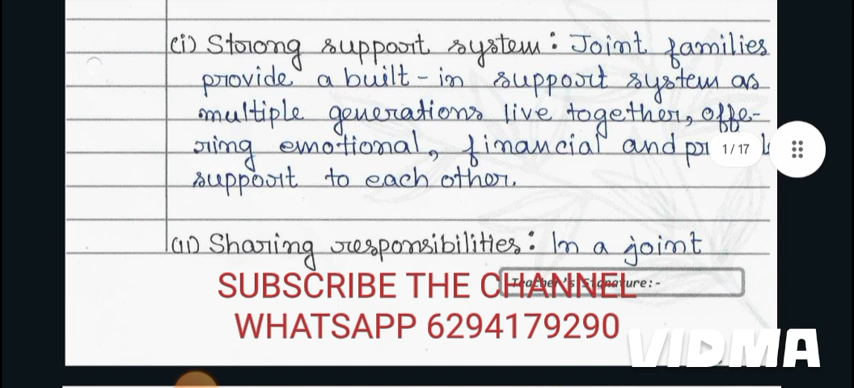 (i) Strong support system: Joint families
provide a built-in support system as
multiple generations live together, offe-
ring emotional, financial and
1/17
support to each other.
(ii) Sharing responsibilities: In a joint
Teacher's Signature:-
SUBSCRIBE THE CHANNEL
WHATSAPP 6294179290
VIDMA